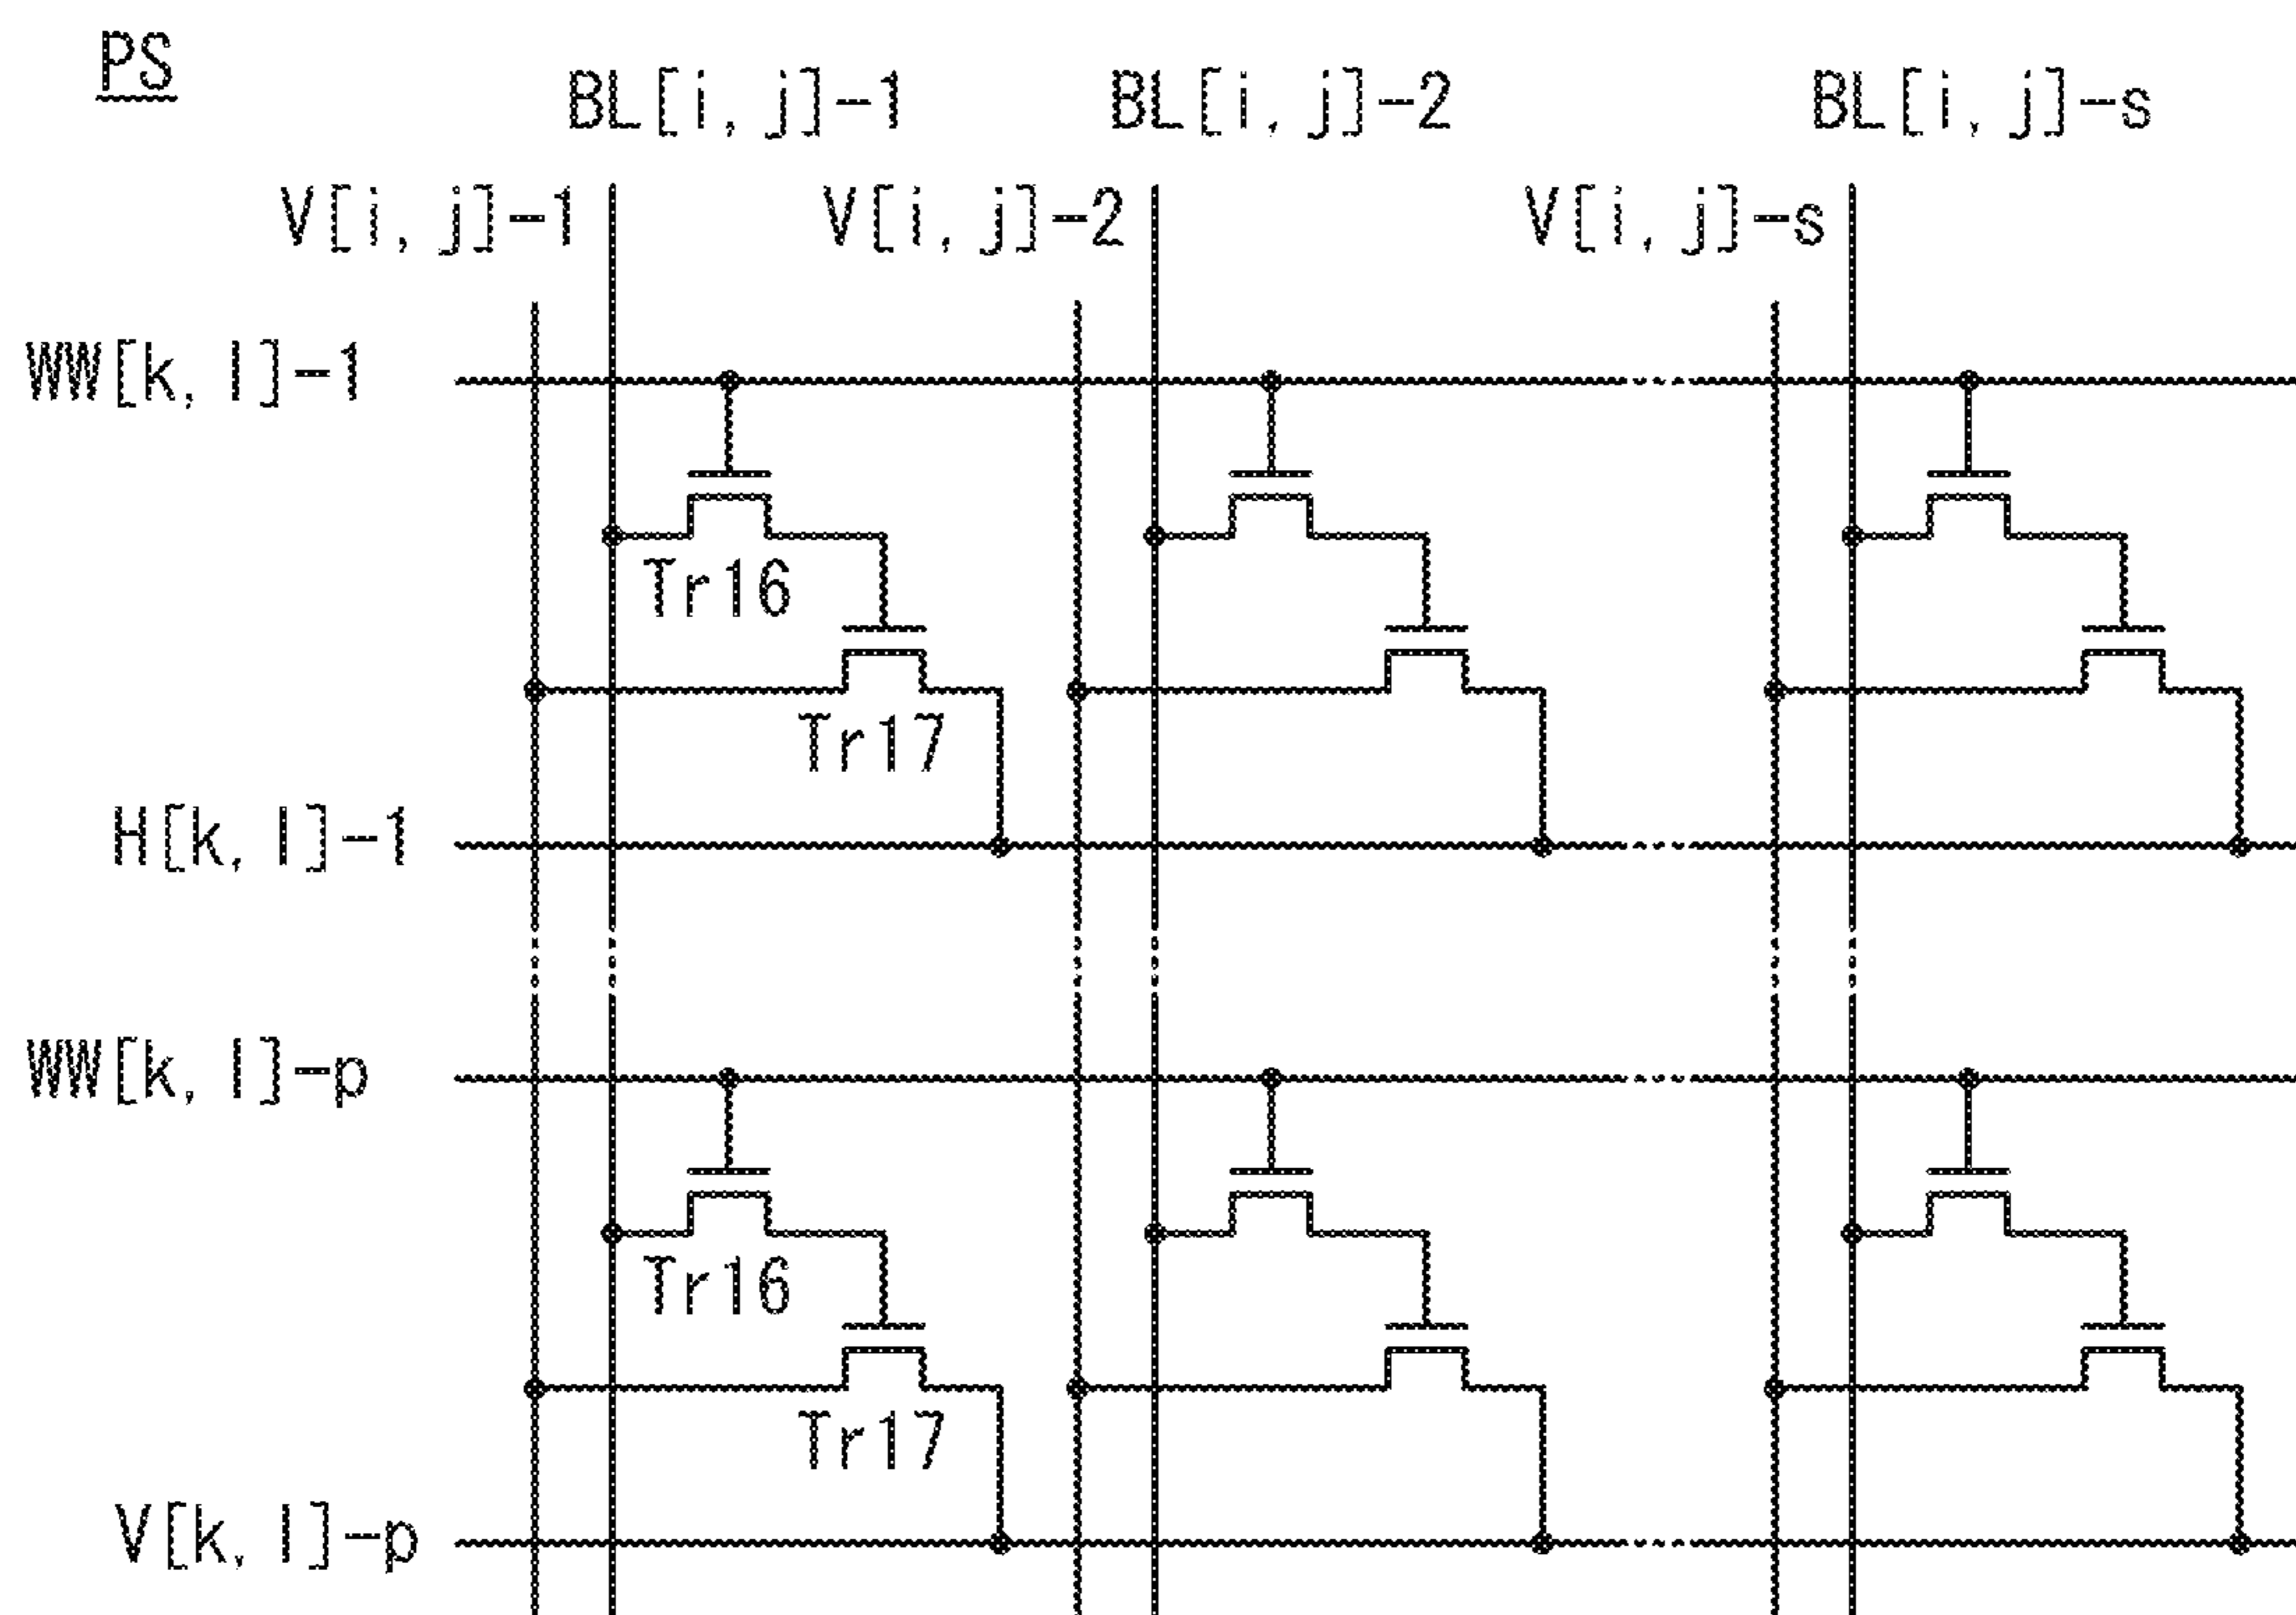 PS
BL[i, j]-1 BL[i, j]-2 BL[i, j]-s
V[i, j]-1 V[i, j]-2 V[i, j]-s
WW[k, l]-1
Tr16
Tr17
H[k, l]-1
WW[k, l]-p
Tr16
Tr17
V[k, l]-p